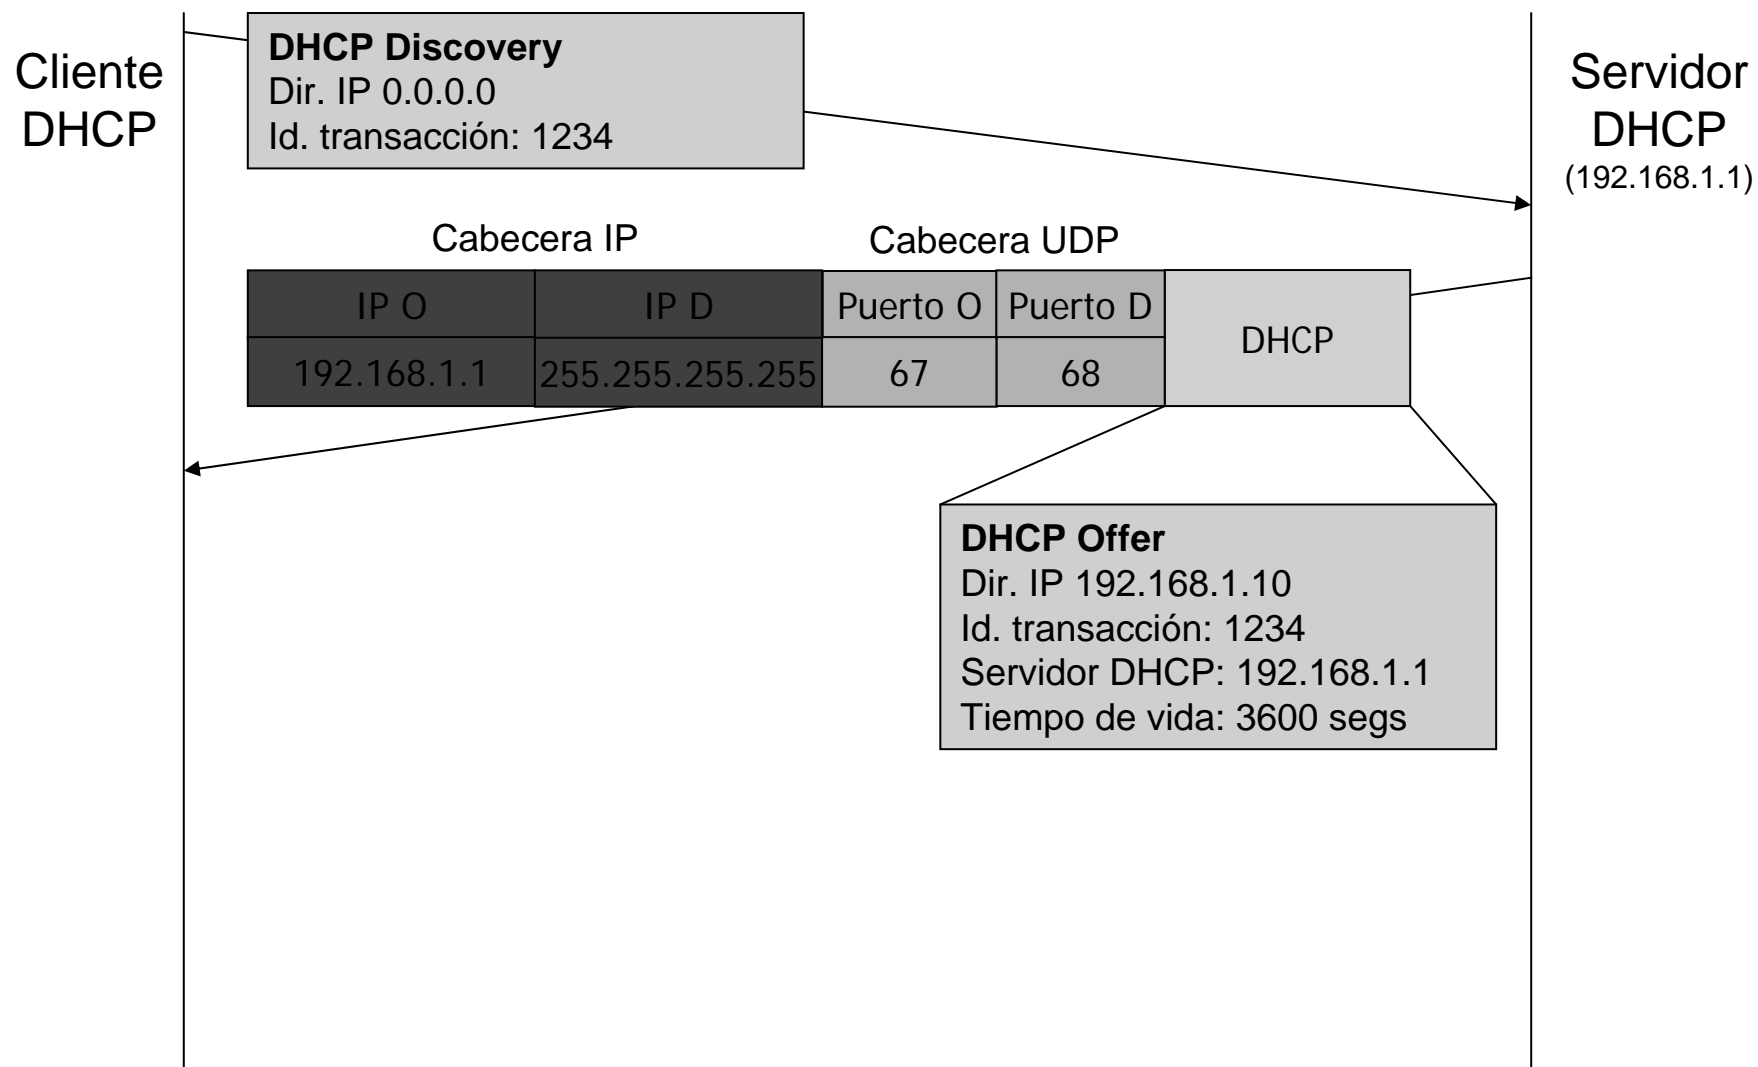 Cliente
DHCP
DHCP Discovery
Dir. IP 0.0.0.0
Id. transacción: 1234
Servidor
DHCP
(192.168.1.1)
Cabecera IP
Cabecera UDP
IP O
IP D
Puerto O
Puerto D
DHCP
192.168.1.1
255.255.255.255
67
68
DHCP Offer
Dir. IP 192.168.1.10
Id. transacción: 1234
Servidor DHCP: 192.168.1.1
Tiempo de vida: 3600 segs